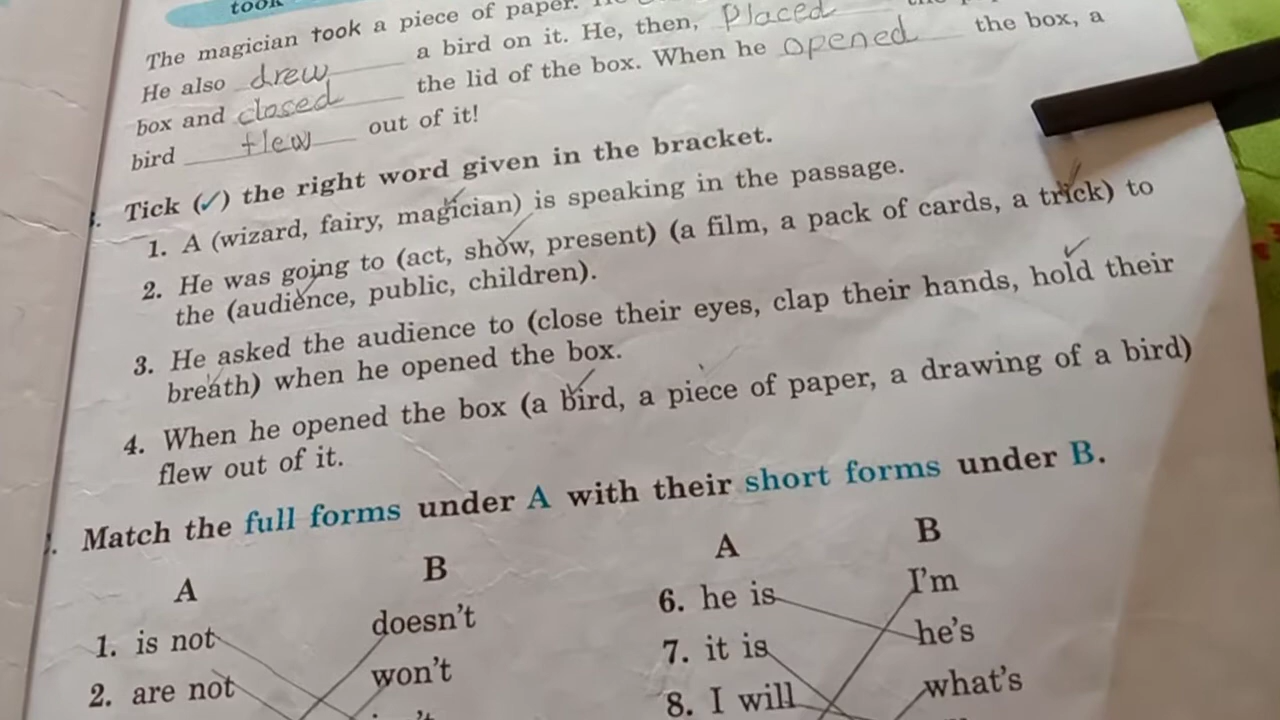 took
The magician took a piece of paper.
He also drew a bird on it. He, then, placed
box and closed the lid of the box. When he opened the box, a
bird flew out of it!
Tick (✓) the right word given in the bracket.
1. A (wizard, fairy, magician) is speaking in the passage.
2. He was going to (act, show, present) (a film, a pack of cards, a trick) to
the (audience, public, children).
3. He asked the audience to (close their eyes, clap their hands, hold their
breath) when he opened the box.
4. When he opened the box (a bird, a piece of paper, a drawing of a bird)
flew out of it.
Match the full forms under A with their short forms under B.
A B A B
1. is not doesn't 6. he is I'm
2. are not won't 7. it is he's
8. I will what's